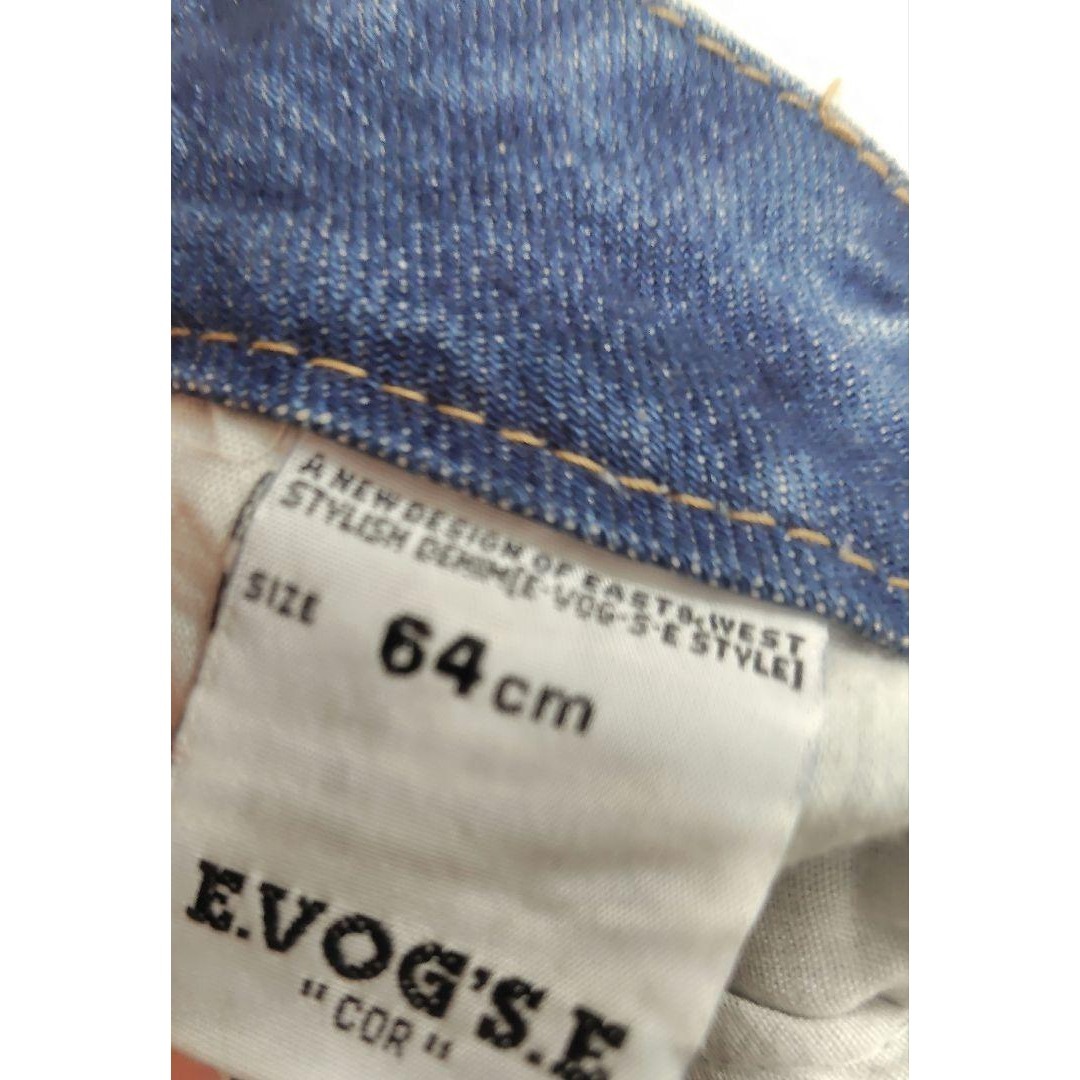 A NEW DESIGN OF EAST & WEST
STYLISH DENIM[E-VOG-S-E STYLE]
SIZE 64cm
E.VOG'S.E
"COR"